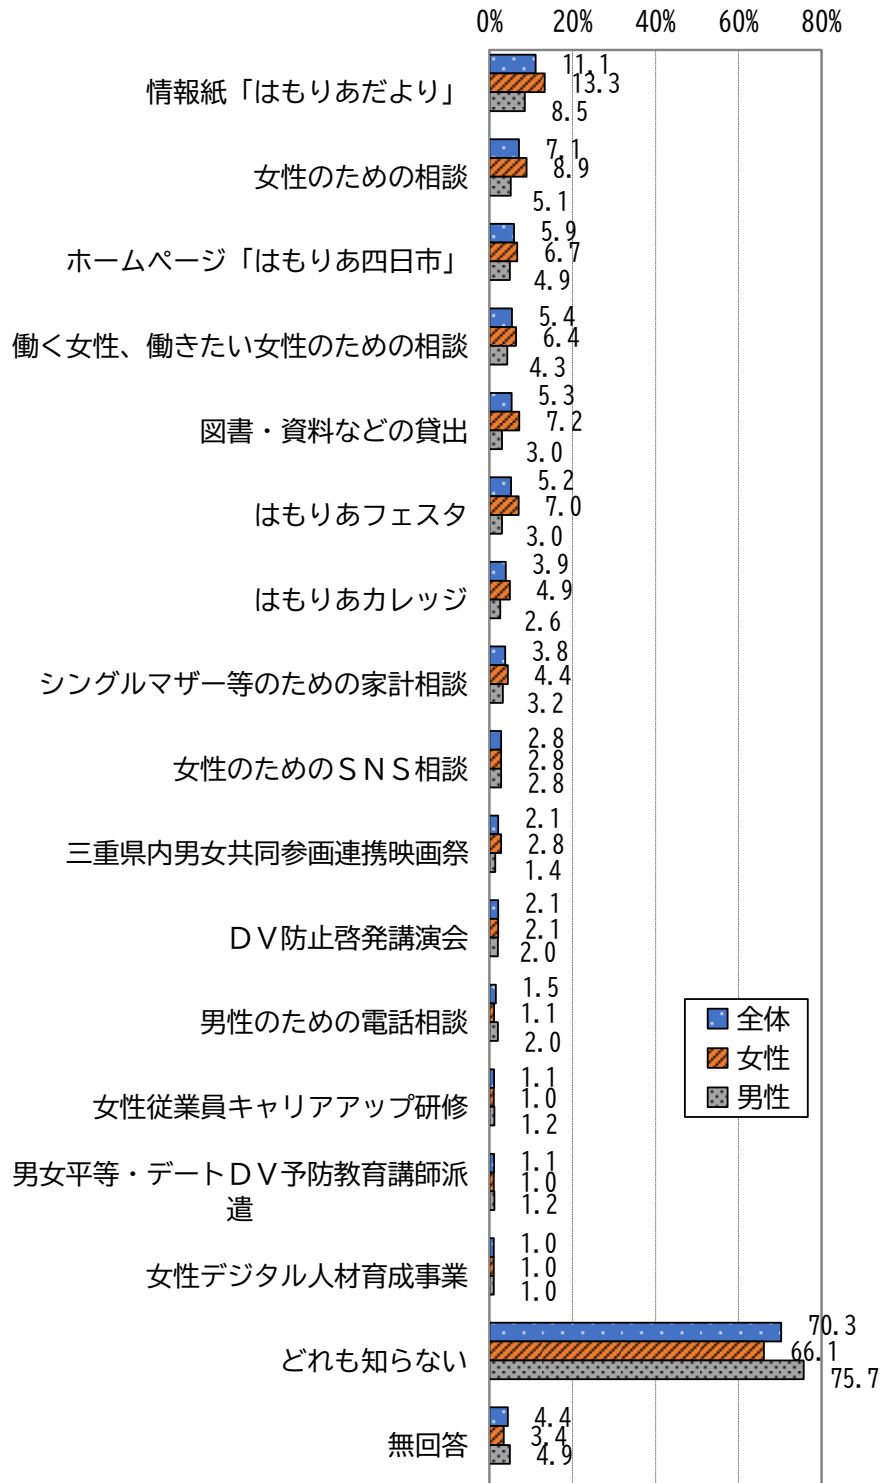 0% 20% 40% 60% 80%
情報紙「はもりあだより」 11.1 13.3 8.5
女性のための相談 7.1 8.9 5.1
ホームページ「はもりあ四日市」 5.9 6.7 4.9
働く女性、働きたい女性のための相談 5.4 6.4 4.3
図書・資料などの貸出 5.3 7.2 3.0
はもりあフェスタ 5.2 7.0 3.0
はもりあカレッジ 3.9 4.9 2.6
シングルマザー等のための家計相談 3.8 4.4 3.2
女性のためのＳＮＳ相談 2.8 2.8 2.8
三重県内男女共同参画連携映画祭 2.1 2.8 1.4
ＤＶ防止啓発講演会 2.1 2.1 2.0
男性のための電話相談 1.5 1.1 2.0
女性従業員キャリアアップ研修 1.1 1.0 1.2
男女平等・デートＤＶ予防教育講師派
遣 1.1 1.0 1.2
女性デジタル人材育成事業 1.0 1.0 1.0
どれも知らない 70.3 66.1 75.7
無回答 4.4 3.4 4.9
全体
女性
男性